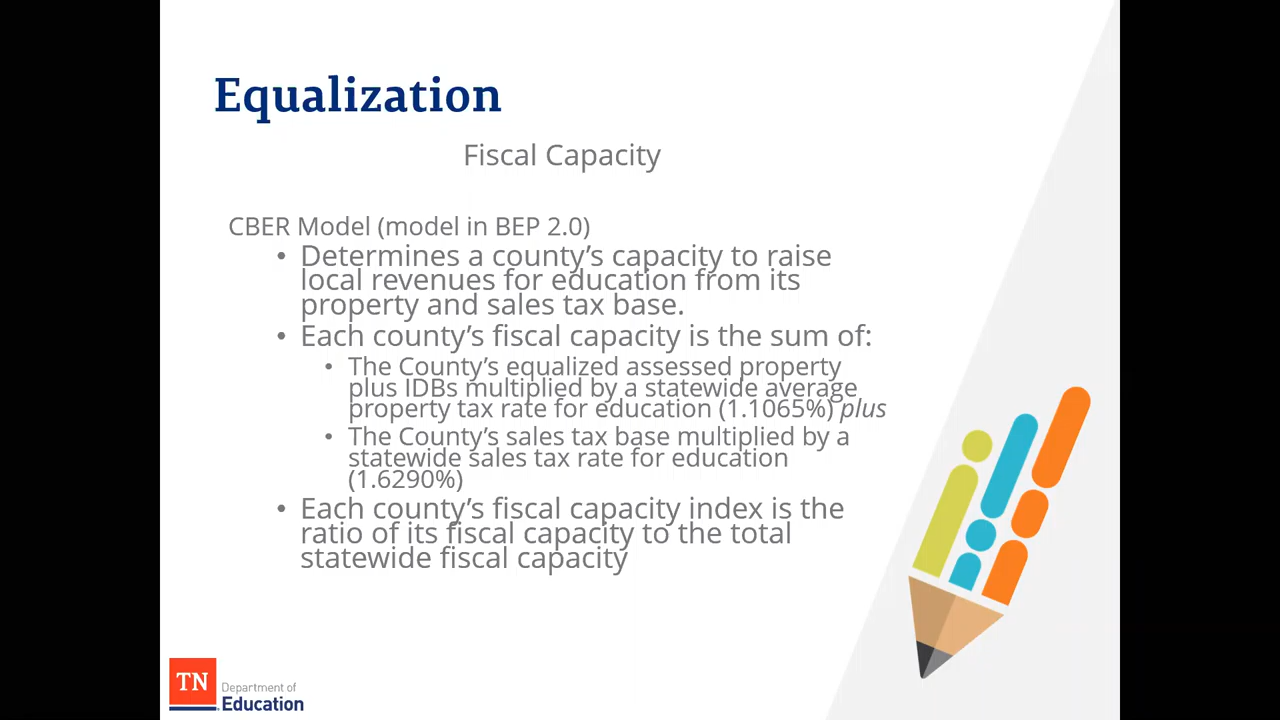 Equalization
Fiscal Capacity
CBER Model (model in BEP 2.0)
• Determines a county’s capacity to raise
local revenues for education from its
property and sales tax base.
• Each county’s fiscal capacity is the sum of:
• The County’s equalized assessed property
plus IDBs multiplied by a statewide average
property tax rate for education (1.1065%) plus
• The County’s sales tax base multiplied by a
statewide sales tax rate for education
(1.6290%)
• Each county’s fiscal capacity index is the
ratio of its fiscal capacity to the total
statewide fiscal capacity
TN
Department of
Education